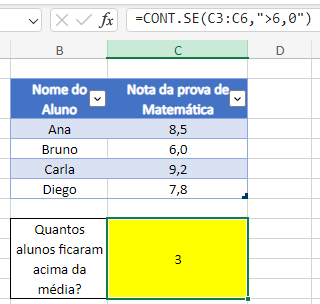 fx =CONT.SE(C3:C6,">6,0")
B C D
Nome do Aluno Nota da prova de Matemática
Ana 8,5
Bruno 6,0
Carla 9,2
Diego 7,8
Quantos
alunos ficaram
acima da
média?
3